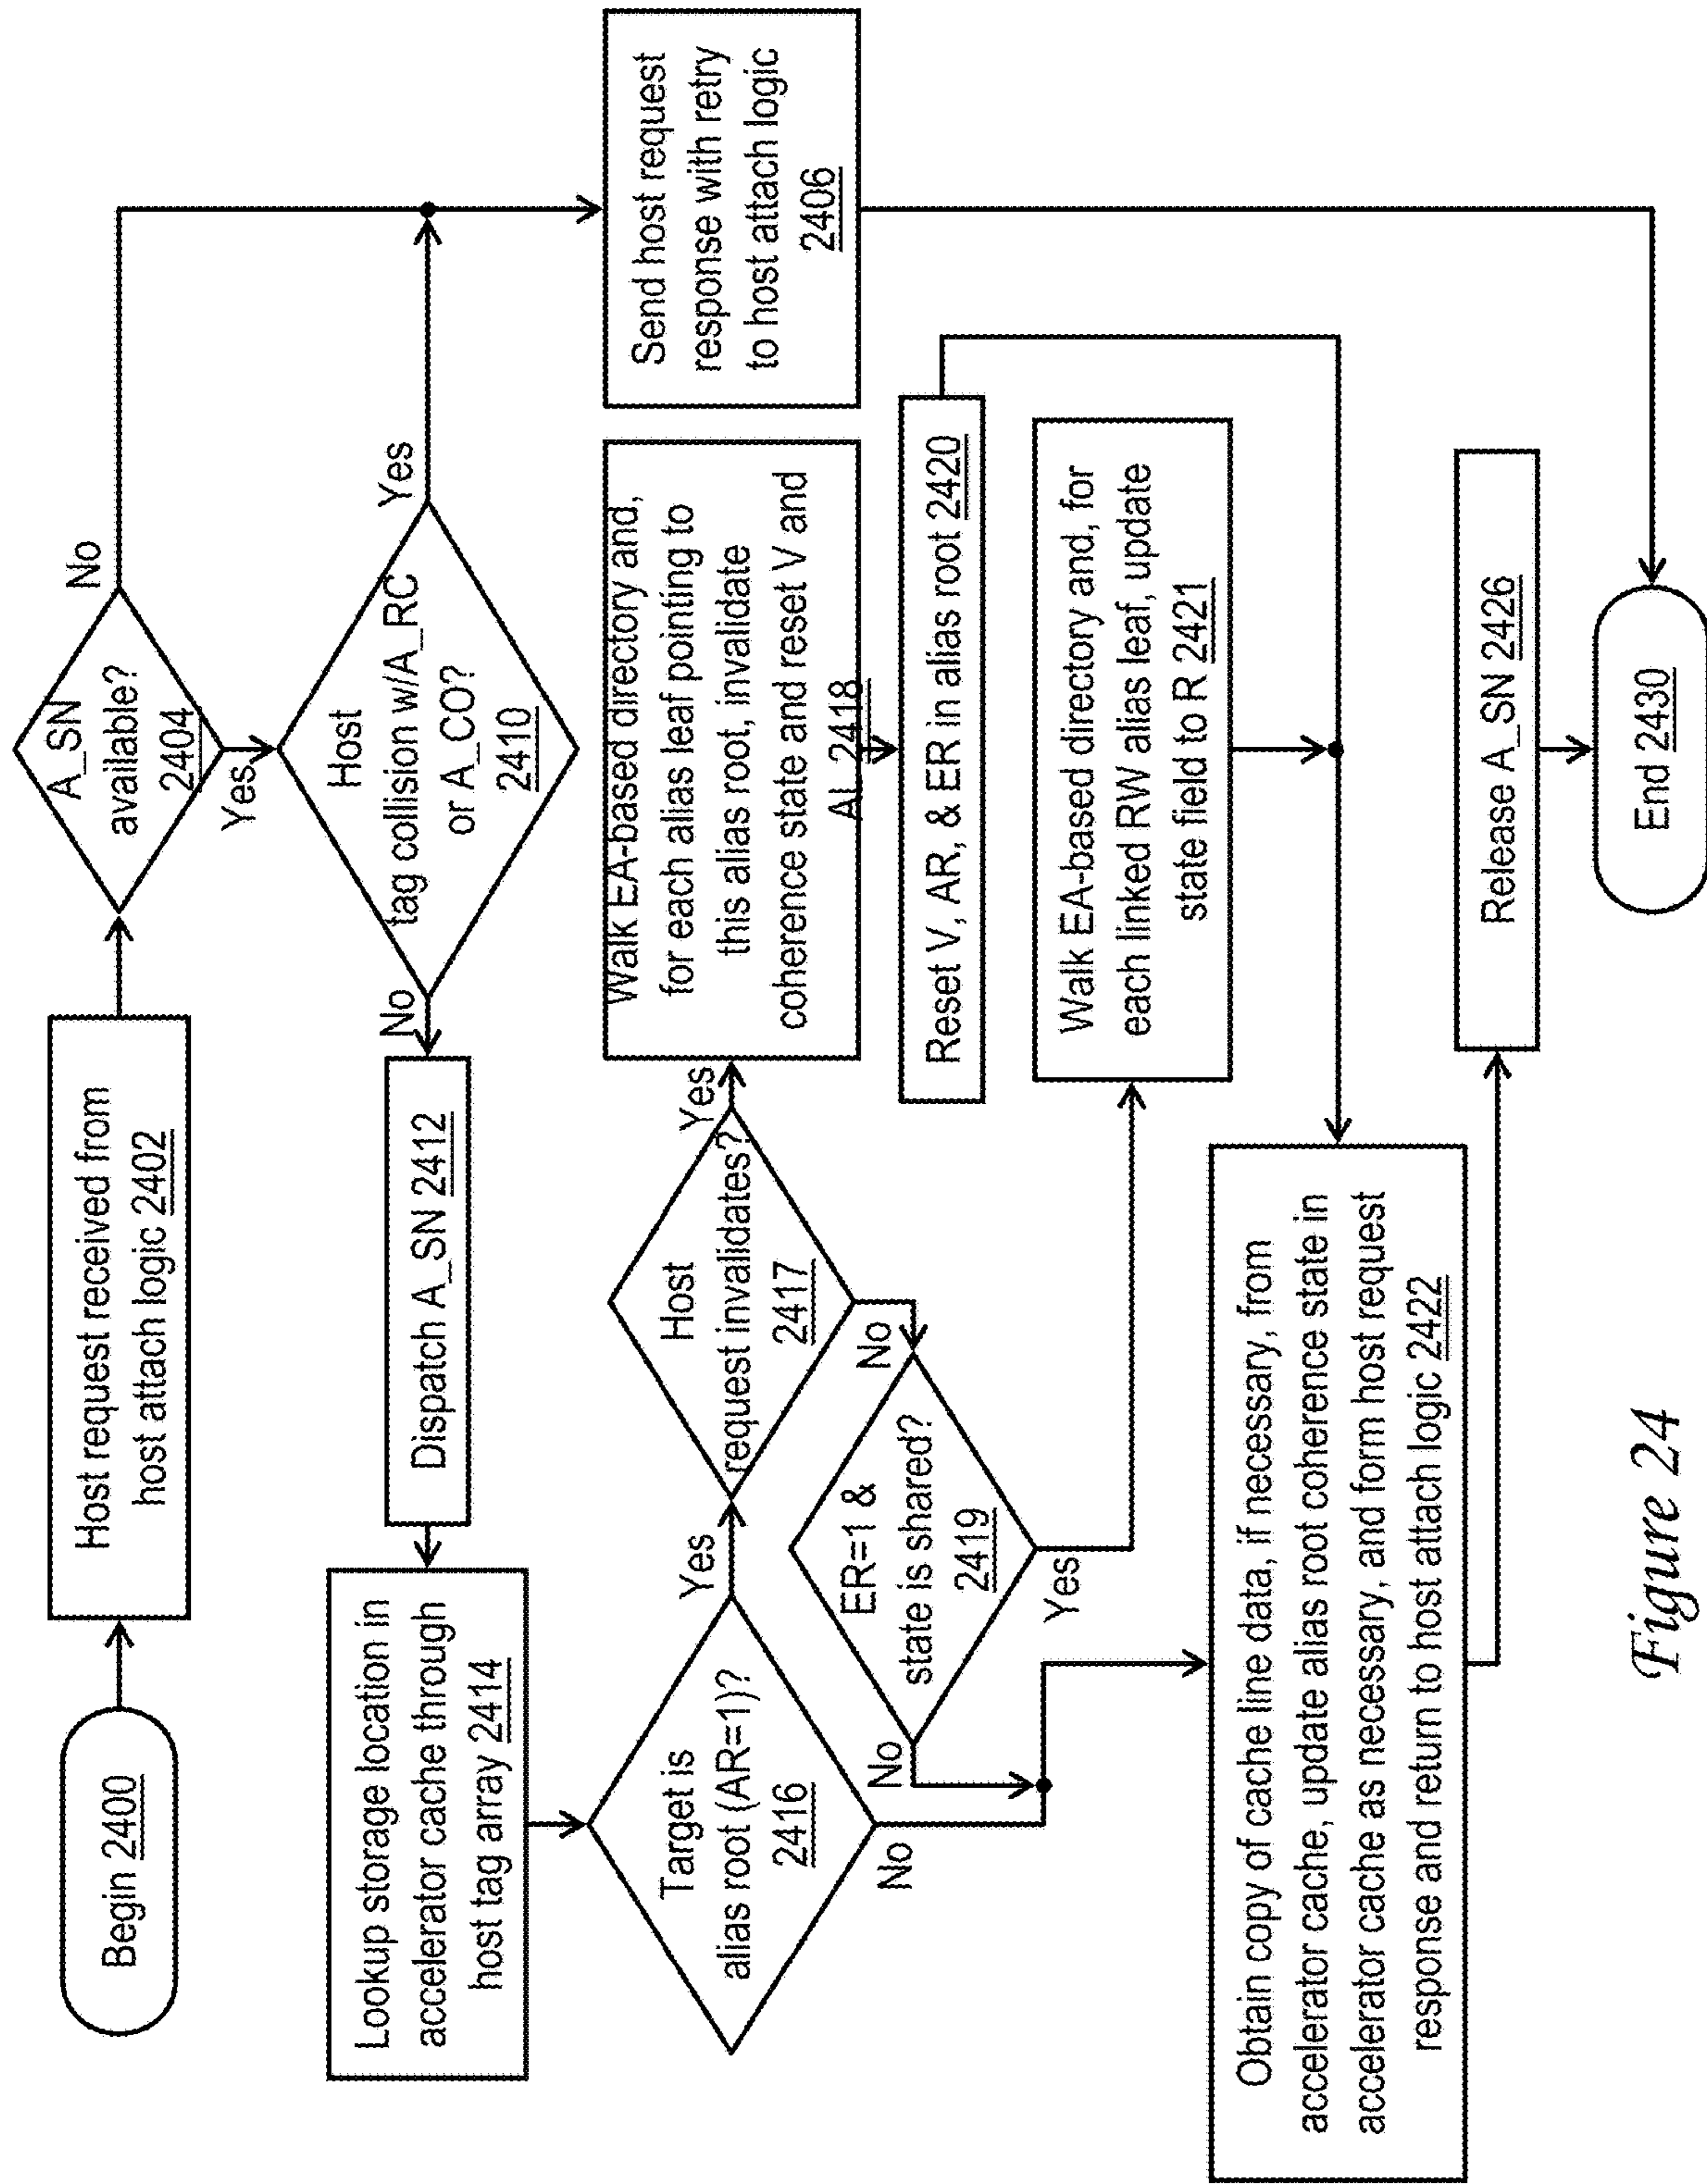 Begin 2400
Host request received from
host attach logic 2402
A_SN
available?
2404
No
Yes
Host
tag collision w/A_RC
or A_CO?
2410
Yes
No
Send host request
response with retry
to host attach logic
2406
Dispatch A_SN 2412
Lookup storage location in
accelerator cache through
host tag array 2414
Target is
alias root (AR=1)?
2416
Yes
No
Host
request invalidates?
2417
Yes
No
Walk EA-based directory and,
for each alias leaf pointing to
this alias root, invalidate
coherence state and reset V and
AL 2418
Reset V, AR, & ER in alias root 2420
ER=1 &
state is shared?
2419
No
Yes
Walk EA-based directory and, for
each linked RW alias leaf, update
state field to R 2421
Obtain copy of cache line data, if necessary, from
accelerator cache, update alias root coherence state in
accelerator cache as necessary, and form host request
response and return to host attach logic 2422
Release A_SN 2426
End 2430
Figure 24